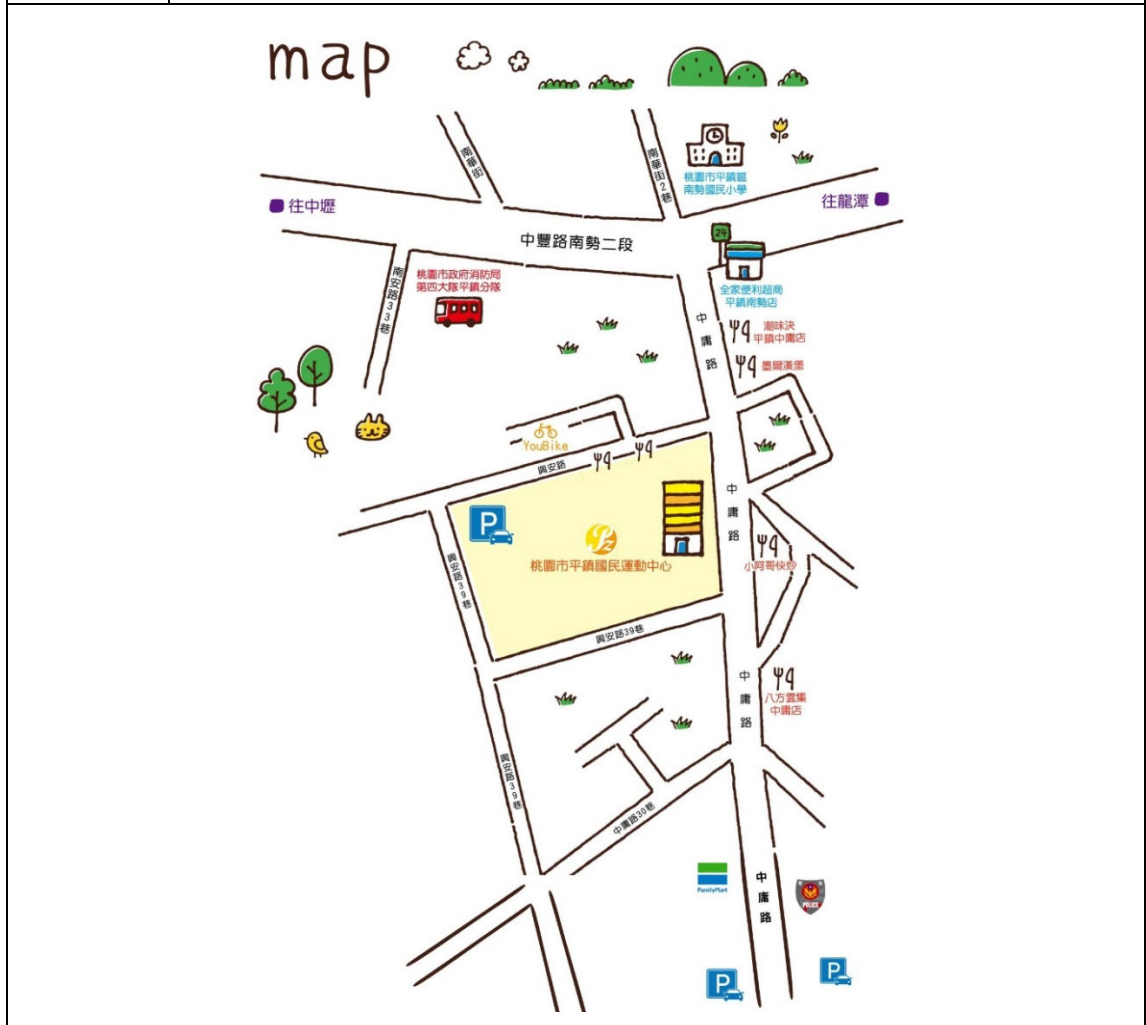 map
南華街
南華街2巷
桃園市平鎮區
南勢國民小學
往中壢
往龍潭
中豐路南勢二段
24
南安路33巷
桃園市政府消防局
第四大隊平鎮分隊
全家便利超商
平鎮南勢店
中庸路
潮味決
平鎮中庸店
墨爾漢堡
YouBike
興安路
P
中庸路
桃園市平鎮國民運動中心
小阿哥快炒
興安路39巷
興安路39巷
中庸路
八方雲集
中庸店
興安路39巷
中庸路30巷
FamilyMart
中庸路
POLICE
P
P